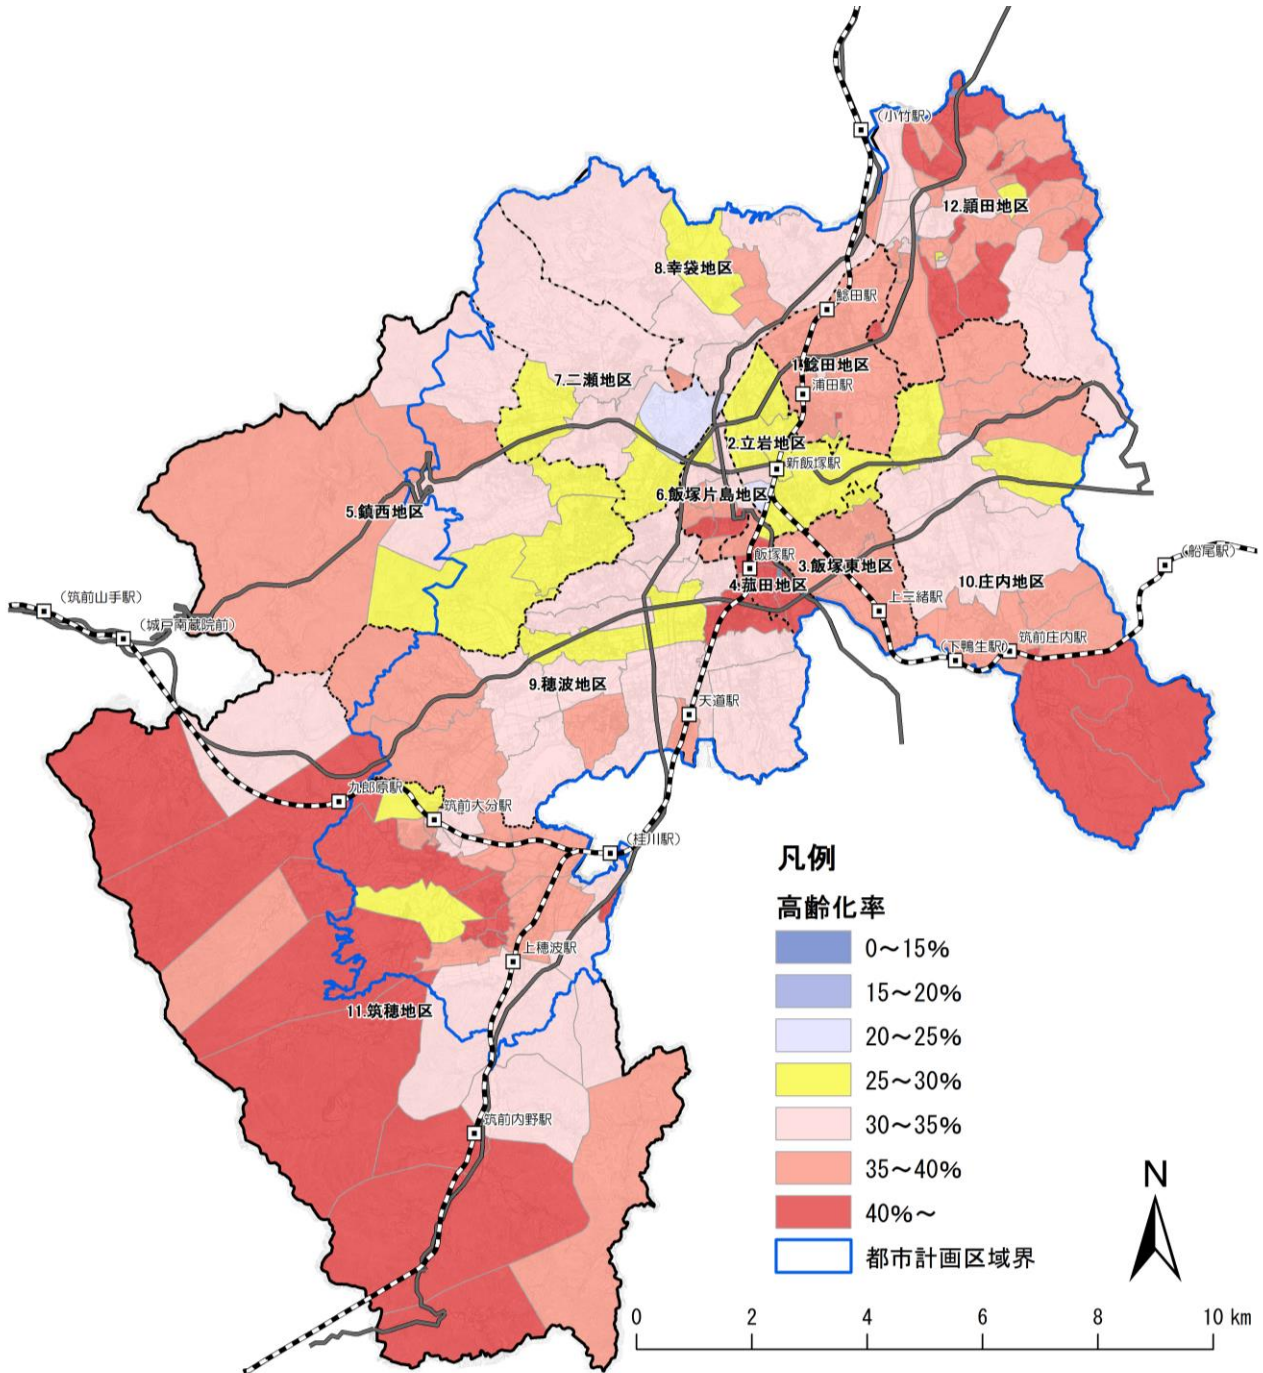 (小竹駅)
12.頴田地区
8.幸袋地区
鯰田駅
1.鯰田地区
7.二瀬地区
浦田駅
2.立岩地区
新飯塚駅
6.飯塚片島地区
5.鎮西地区
飯塚駅
3.飯塚東地区
4.菰田地区
10.庄内地区
(船尾駅)
(筑前山手駅)
(城戸南蔵院前)
上三緒駅
(下鴨生駅)
筑前庄内駅
9.穂波地区
天道駅
九郎原駅
筑前大分駅
(桂川駅)
上穂波駅
11.筑穂地区
筑前内野駅
凡例
高齢化率
0～15%
15～20%
20～25%
25～30%
30～35%
35～40%
40%～
都市計画区域界
N
0 2 4 6 8 10 km